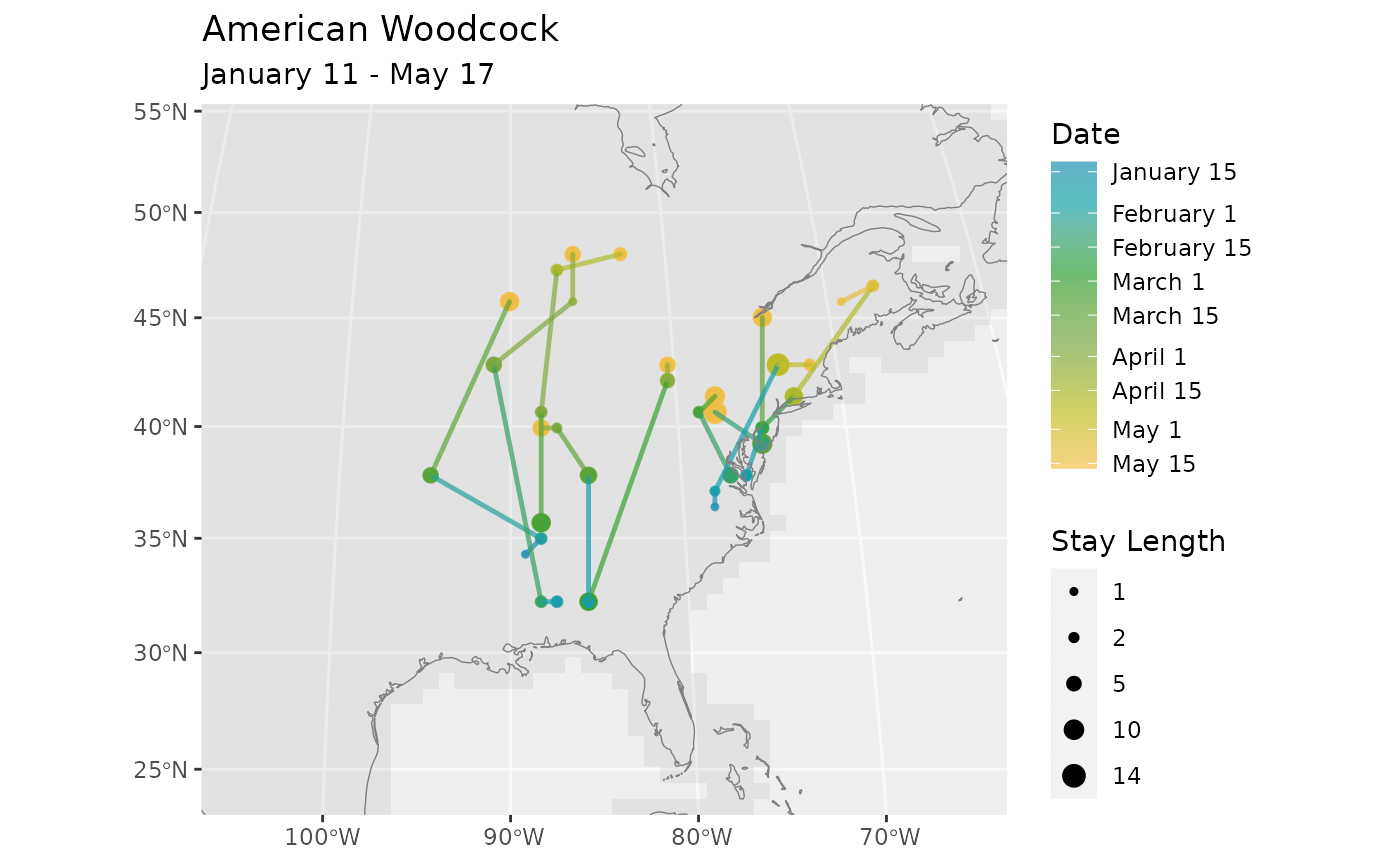 American Woodcock
January 11 - May 17
55°N
50°N
45°N
40°N
35°N
30°N
25°N
100°W
90°W
80°W
70°W
Date
January 15
February 1
February 15
March 1
March 15
April 1
April 15
May 1
May 15
Stay Length
1
2
5
10
14